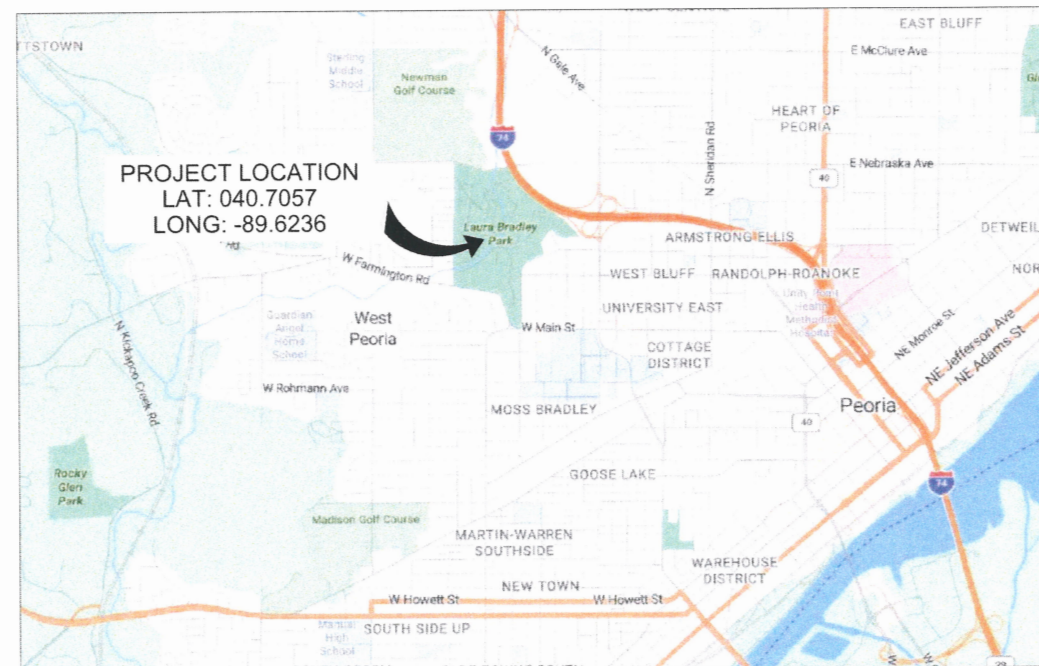 EAST BLUFF
TTSTOWN
E McClure Ave
Sterling
Middle
School
Newman
Golf Course
N Gale Ave
74
HEART OF
PEORIA
N Sheridan Rd
E Nebraska Ave
40
PROJECT LOCATION
LAT: 040.7057
LONG: -89.6236
Rd
Laura Bradley
Park
ARMSTRONG ELLIS
DETWEIL
W Farmington Rd
WEST BLUFF
RANDOLPH-ROANOKE
NOR
UNIVERSITY EAST
Health
Methodist
Hospital
Guardian
Angel
Home
School
West
Peoria
W Main St
COTTAGE
DISTRICT
NE Monroe St
NE Jefferson Ave
NE Adams St
N Kickapoo Creek Rd
W Rohmann Ave
MOSS BRADLEY
Peoria
40
GOOSE LAKE
74
Rocky
Glen
Park
Madison Golf Course
MARTIN-WARREN
SOUTHSIDE
WAREHOUSE
DISTRICT
NEW TOWN
W Howett St
W Howett St
Manual
High
School
SOUTH SIDE UP
29